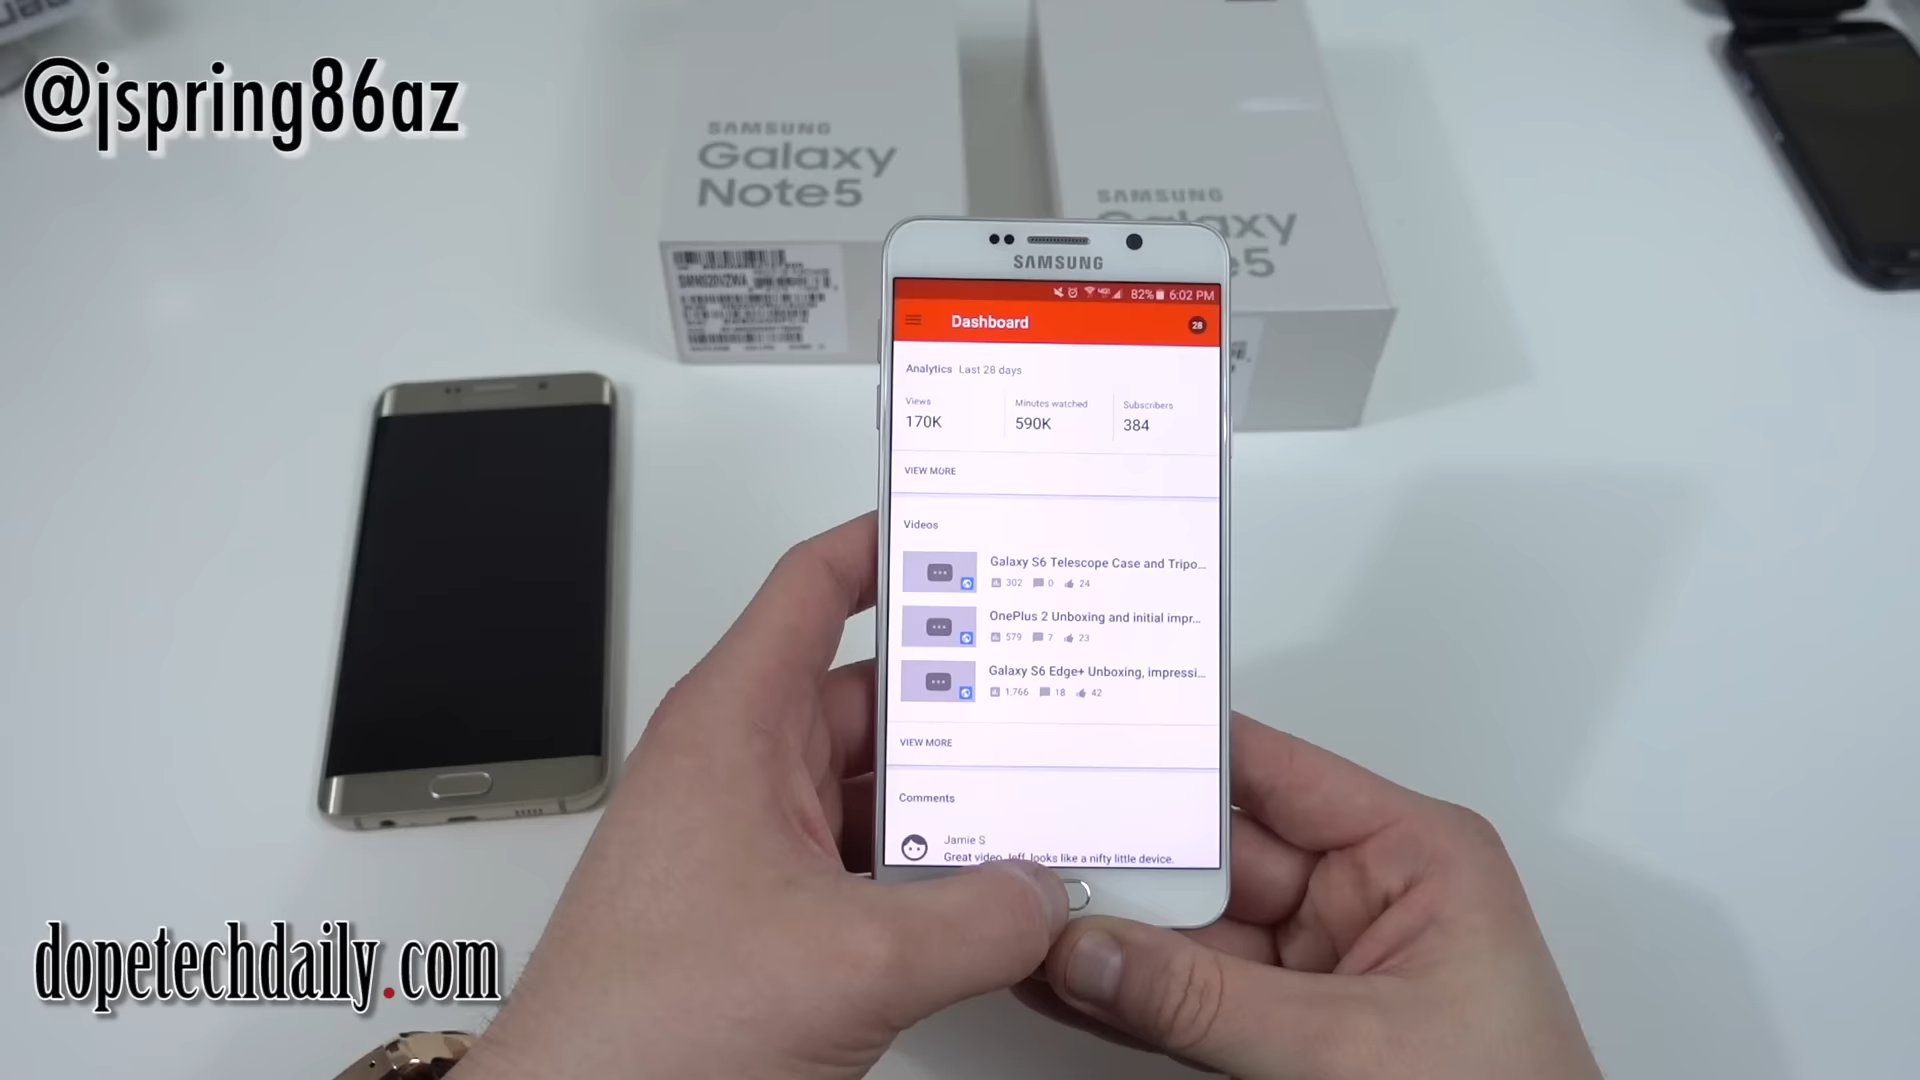 @jspring86az
SAMSUNG
Galaxy
Note5
SAMSUNG
Galaxy
e5
SAMSUNG
82% 6:02 PM
Dashboard
28
Analytics Last 28 days
Views
170K
Minutes watched
590K
Subscribers
384
VIEW MORE
Videos
Galaxy S6 Telescope Case and Tripo...
302 0 24
OnePlus 2 Unboxing and initial impr...
579 7 23
Galaxy S6 Edge+ Unboxing, impressi...
1,766 18 42
VIEW MORE
Comments
Jamie S
Great video Jeff looks like a nifty little device.
dopetechdaily.com